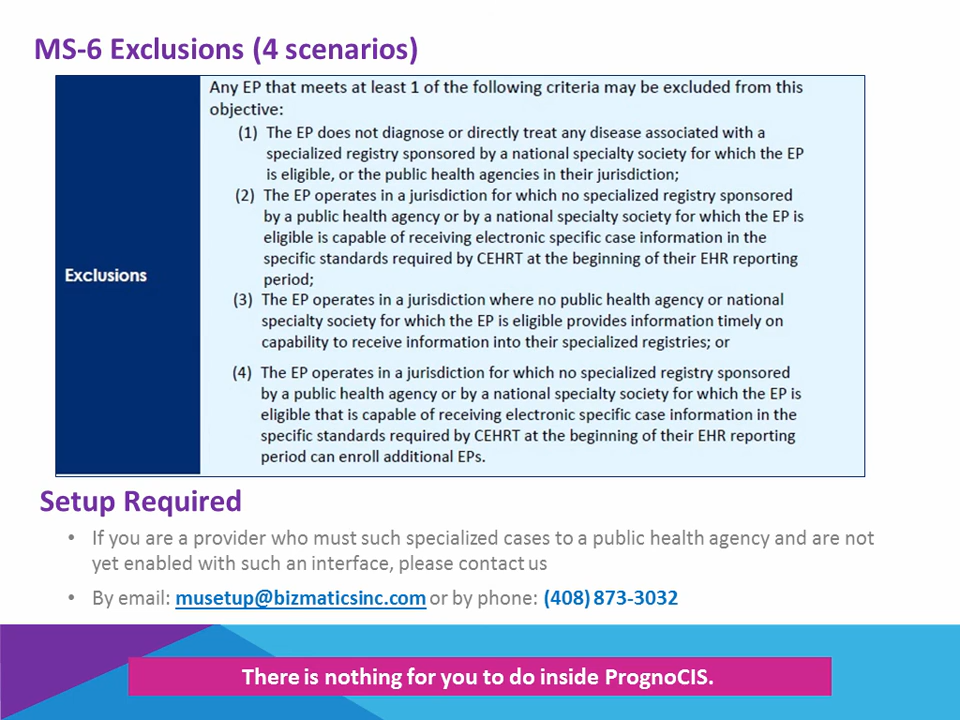 MS-6 Exclusions (4 scenarios)
Exclusions
Any EP that meets at least 1 of the following criteria may be excluded from this
objective:
(1) The EP does not diagnose or directly treat any disease associated with a
specialized registry sponsored by a national specialty society for which the EP
is eligible, or the public health agencies in their jurisdiction;
(2) The EP operates in a jurisdiction for which no specialized registry sponsored
by a public health agency or by a national specialty society for which the EP is
eligible is capable of receiving electronic specific case information in the
specific standards required by CEHRT at the beginning of their EHR reporting
period;
(3) The EP operates in a jurisdiction where no public health agency or national
specialty society for which the EP is eligible provides information timely on
capability to receive information into their specialized registries; or
(4) The EP operates in a jurisdiction for which no specialized registry sponsored
by a public health agency or by a national specialty society for which the EP is
eligible that is capable of receiving electronic specific case information in the
specific standards required by CEHRT at the beginning of their EHR reporting
period can enroll additional EPs.
Setup Required
• If you are a provider who must such specialized cases to a public health agency and are not
yet enabled with such an interface, please contact us
• By email: musetup@bizmaticsinc.com or by phone: (408) 873-3032
There is nothing for you to do inside PrognoCIS.